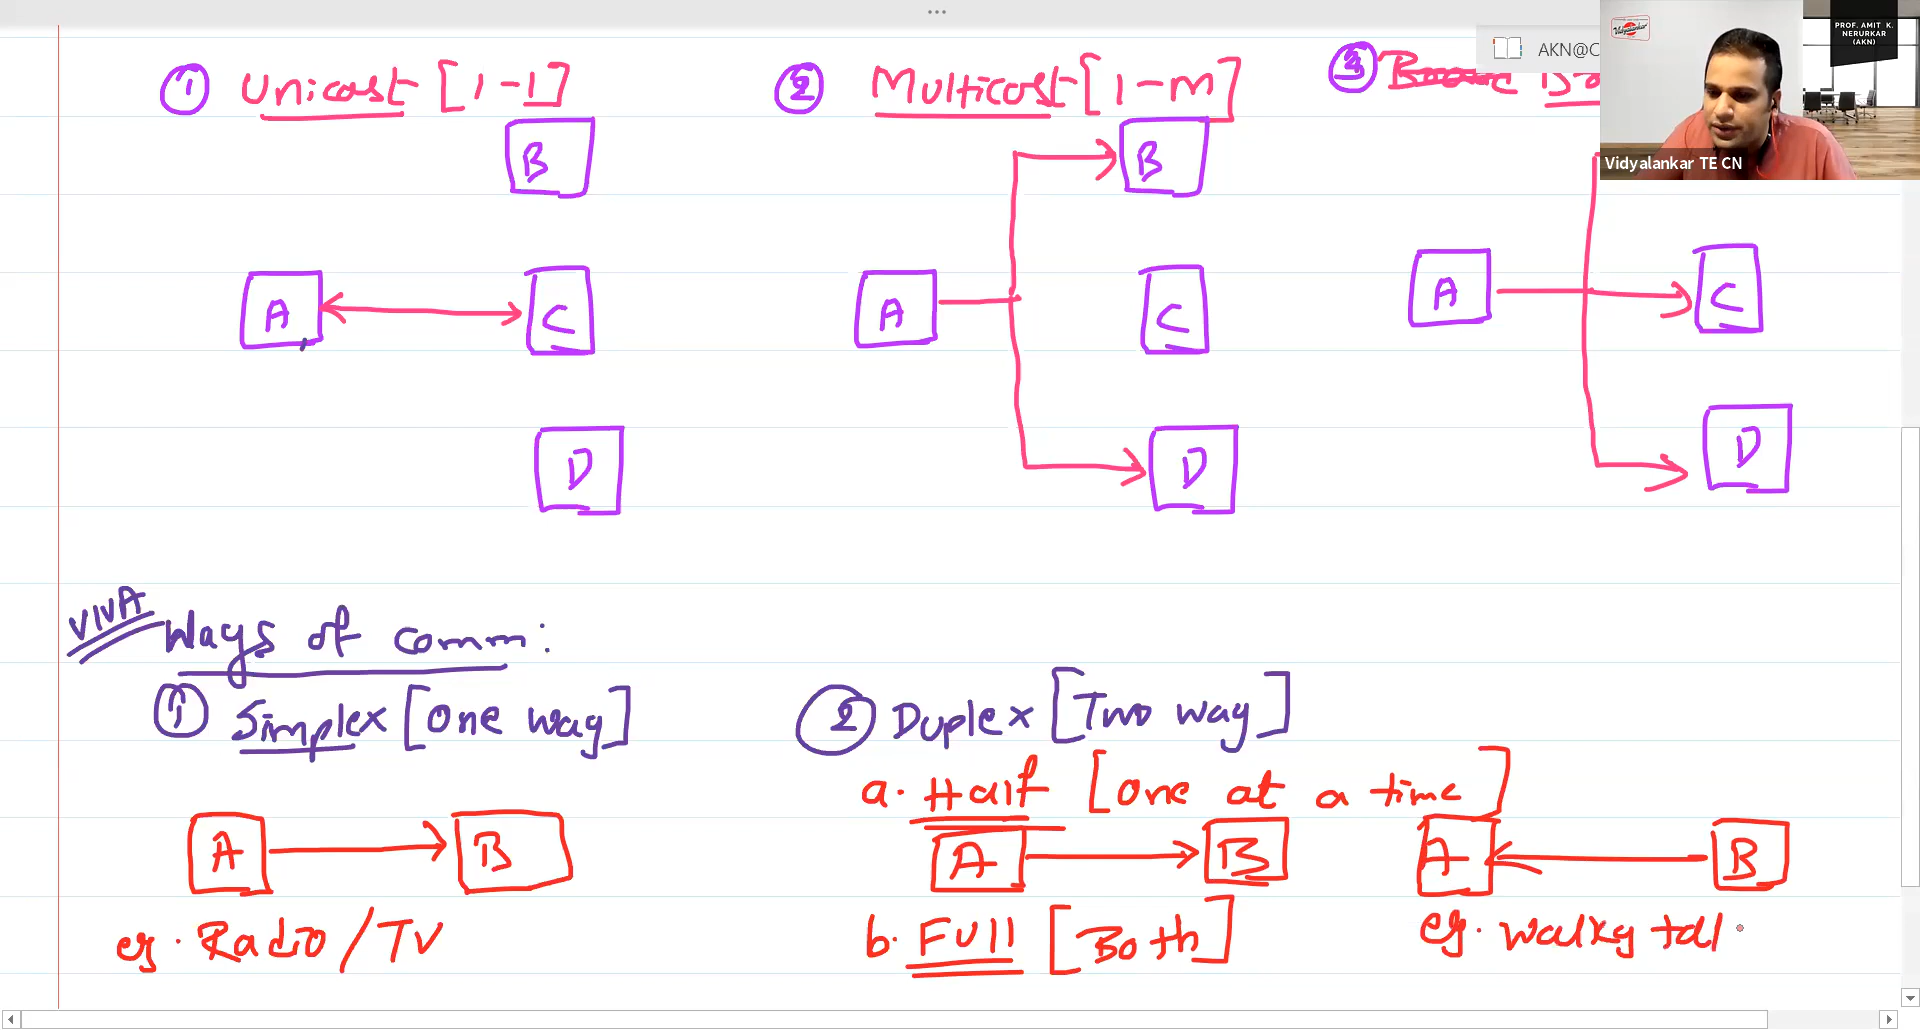 AKN@C
PROF. AMIT K.
NERURKAR
(AKN)
Vidyalankar
Vidyalankar TE CN
① Unicast [1-1]
② Multicast [1-m]
③
B
B
A
C
A
C
A
C
D
D
D
VIVA
Ways of comm:
① Simplex [One way]
② Duplex [Two way]
a. Half [One at a time]
A
B
A
B
A
B
eg. Radio / TV
b. Full [Both]
eg. walky tal